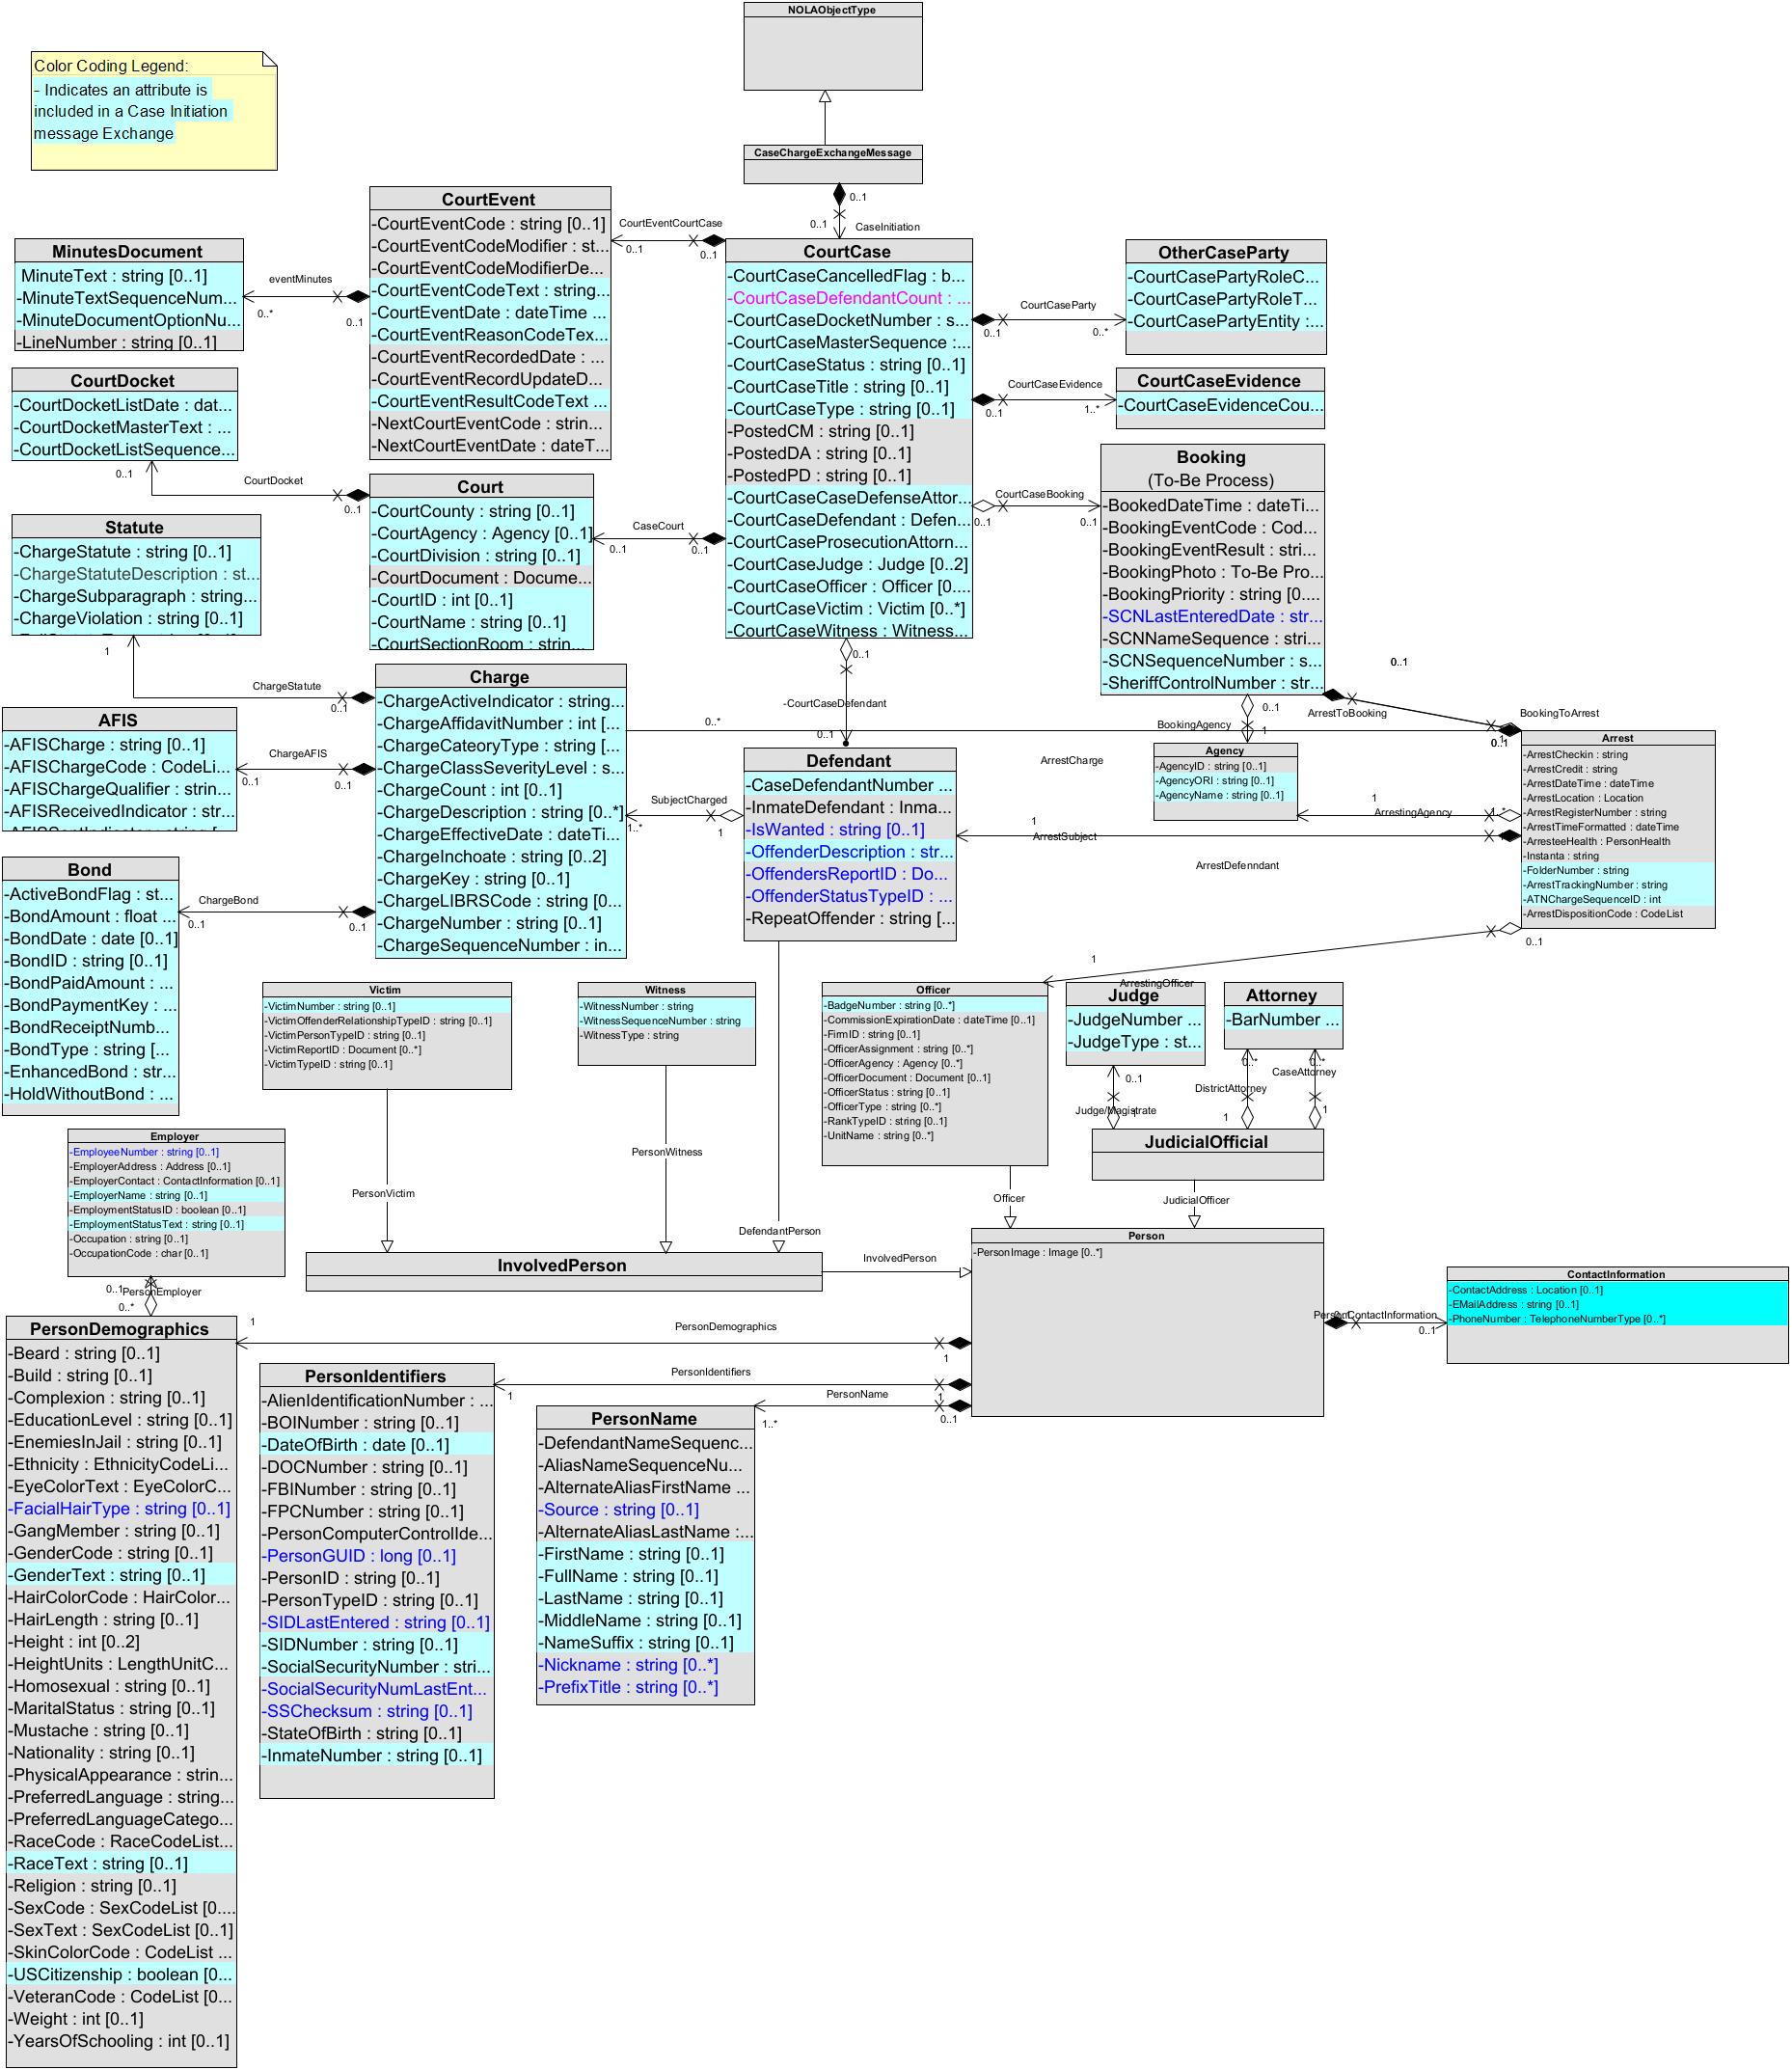 NOLAObjectType
Color Coding Legend:
- Indicates an attribute is
included in a Case Initiation
message Exchange
CaseChargeExchangeMessage
0..1
0..1
CaseInitiation
CourtEvent
-CourtEventCode : string [0..1]
-CourtEventCodeModifier : st...
-CourtEventCodeModifierDe...
-CourtEventCodeText : string...
-CourtEventDate : dateTime ...
-CourtEventReasonCodeTex...
-CourtEventRecordedDate : ...
-CourtEventRecordUpdateD...
-CourtEventResultCodeText ...
-NextCourtEventCode : strin...
-NextCourtEventDate : dateT...
CourtEventCourtCase
0..1
0..1
MinutesDocument
MinuteText : string [0..1]
-MinuteTextSequenceNum...
-MinuteDocumentOptionNu...
-LineNumber : string [0..1]
eventMinutes
0..*
0..1
CourtCase
-CourtCaseCancelledFlag : b...
-CourtCaseDefendantCount : ...
-CourtCaseDocketNumber : s...
-CourtCaseMasterSequence :...
-CourtCaseStatus : string [0..1]
-CourtCaseTitle : string [0..1]
-CourtCaseType : string [0..1]
-PostedCM : string [0..1]
-PostedDA : string [0..1]
-PostedPD : string [0..1]
-CourtCaseCaseDefenseAttor...
-CourtCaseDefendant : Defen...
-CourtCaseProsecutionAttorn...
-CourtCaseJudge : Judge [0..2]
-CourtCaseOfficer : Officer [0....
-CourtCaseVictim : Victim [0..*]
-CourtCaseWitness : Witness...
OtherCaseParty
-CourtCasePartyRoleC...
-CourtCasePartyRoleT...
-CourtCasePartyEntity :...
CourtCaseParty
0..1
0..*
CourtCaseEvidence
-CourtCaseEvidenceCou...
CourtCaseEvidence
0..1
1..*
CourtDocket
-CourtDocketListDate : dat...
-CourtDocketMasterText : ...
-CourtDocketListSequence...
0..1
CourtDocket
0..1
Court
-CourtCounty : string [0..1]
-CourtAgency : Agency [0..1]
-CourtDivision : string [0..1]
-CourtDocument : Docume...
-CourtID : int [0..1]
-CourtName : string [0..1]
-CourtSectionRoom : strin...
CaseCourt
0..1
0..1
Booking
(To-Be Process)
-BookedDateTime : dateTi...
-BookingEventCode : Cod...
-BookingEventResult : stri...
-BookingPhoto : To-Be Pro...
-BookingPriority : string [0....
-SCNLastEnteredDate : str...
-SCNNameSequence : stri...
-SCNSequenceNumber : s...
-SheriffControlNumber : str...
CourtCaseBooking
0..1
0..1
Statute
-ChargeStatute : string [0..1]
-ChargeStatuteDescription : st...
-ChargeSubparagraph : string...
-ChargeViolation : string [0..1]
1
ChargeStatute
0..1
Charge
-ChargeActiveIndicator : string...
-ChargeAffidavitNumber : int [...
-ChargeCateoryType : string [...
-ChargeClassSeverityLevel : s...
-ChargeCount : int [0..1]
-ChargeDescription : string [0..*]
-ChargeEffectiveDate : dateTi...
-ChargeInchoate : string [0..2]
-ChargeKey : string [0..1]
-ChargeLIBRSCode : string [0...
-ChargeNumber : string [0..1]
-ChargeSequenceNumber : in...
AFIS
-AFISCharge : string [0..1]
-AFISChargeCode : CodeLi...
-AFISChargeQualifier : strin...
-AFISReceivedIndicator : str...
ChargeAFIS
0..1
0..1
0..1
-CourtCaseDefendant
0..*
0..1
0..1
0..1
ArrestToBooking
BookingToArrest
0..1
BookingAgency
1
Agency
-AgencyID : string [0..1]
-AgencyORI : string [0..1]
-AgencyName : string [0..1]
Arrest
-ArrestCheckin : string
-ArrestCredit : string
-ArrestDateTime : dateTime
-ArrestLocation : Location
-ArrestRegisterNumber : string
-ArrestTimeFormatted : dateTime
-ArresteeHealth : PersonHealth
-Instanta : string
-FolderNumber : string
-ArrestTrackingNumber : string
-ATNChargeSequenceID : int
-ArrestDispositionCode : CodeList
ArrestCharge
1
ArrestingAgency
1..*
1
ArrestSubject
ArrestDefenndant
Defendant
-CaseDefendantNumber ...
-InmateDefendant : Inma...
-IsWanted : string [0..1]
-OffenderDescription : str...
-OffendersReportID : Do...
-OffenderStatusTypeID : ...
-RepeatOffender : string [...
SubjectCharged
1..*
1
Bond
-ActiveBondFlag : st...
-BondAmount : float ...
-BondDate : date [0..1]
-BondID : string [0..1]
-BondPaidAmount : ...
-BondPaymentKey : ...
-BondReceiptNumb...
-BondType : string [...
-EnhancedBond : str...
-HoldWithoutBond : ...
ChargeBond
0..1
0..1
0..1
1
ArrestingOfficer
Victim
-VictimNumber : string [0..1]
-VictimOffenderRelationshipTypeID : string [0..1]
-VictimPersonTypeID : string [0..1]
-VictimReportID : Document [0..*]
-VictimTypeID : string [0..1]
Witness
-WitnessNumber : string
-WitnessSequenceNumber : string
-WitnessType : string
Officer
-BadgeNumber : string [0..*]
-CommissionExpirationDate : dateTime [0..1]
-FirmID : string [0..1]
-OfficerAssignment : string [0..*]
-OfficerAgency : Agency [0..*]
-OfficerDocument : Document [0..1]
-OfficerStatus : string [0..1]
-OfficerType : string [0..*]
-RankTypeID : string [0..1]
-UnitName : string [0..*]
Judge
-JudgeNumber ...
-JudgeType : st...
Attorney
-BarNumber ...
0..1
Judge/Magistrate
1
0..*
DistrictAttorney
1
0..*
CaseAttorney
1
JudicialOfficial
Employer
-EmployeeNumber : string [0..1]
-EmployerAddress : Address [0..1]
-EmployerContact : ContactInformation [0..1]
-EmployerName : string [0..1]
-EmploymentStatusID : boolean [0..1]
-EmploymentStatusText : string [0..1]
-Occupation : string [0..1]
-OccupationCode : char [0..1]
PersonVictim
PersonWitness
DefendantPerson
Officer
JudicialOfficer
InvolvedPerson
InvolvedPerson
Person
-PersonImage : Image [0..*]
ContactInformation
-ContactAddress : Location [0..1]
-EMailAddress : string [0..1]
-PhoneNumber : TelephoneNumberType [0..*]
PersonContactInformation
0..1
0..1
PersonEmployer
0..*
PersonDemographics
-Beard : string [0..1]
-Build : string [0..1]
-Complexion : string [0..1]
-EducationLevel : string [0..1]
-EnemiesInJail : string [0..1]
-Ethnicity : EthnicityCodeLi...
-EyeColorText : EyeColorC...
-FacialHairType : string [0..1]
-GangMember : string [0..1]
-GenderCode : string [0..1]
-GenderText : string [0..1]
-HairColorCode : HairColor...
-HairLength : string [0..1]
-Height : int [0..2]
-HeightUnits : LengthUnitC...
-Homosexual : string [0..1]
-MaritalStatus : string [0..1]
-Mustache : string [0..1]
-Nationality : string [0..1]
-PhysicalAppearance : strin...
-PreferredLanguage : string...
-PreferredLanguageCatego...
-RaceCode : RaceCodeList...
-RaceText : string [0..1]
-Religion : string [0..1]
-SexCode : SexCodeList [0....
-SexText : SexCodeList [0..1]
-SkinColorCode : CodeList ...
-USCitizenship : boolean [0...
-VeteranCode : CodeList [0...
-Weight : int [0..1]
-YearsOfSchooling : int [0..1]
1
PersonDemographics
1
PersonIdentifiers
-AlienIdentificationNumber : ...
-BOINumber : string [0..1]
-DateOfBirth : date [0..1]
-DOCNumber : string [0..1]
-FBINumber : string [0..1]
-FPCNumber : string [0..1]
-PersonComputerControlIde...
-PersonGUID : long [0..1]
-PersonID : string [0..1]
-PersonTypeID : string [0..1]
-SIDLastEntered : string [0..1]
-SIDNumber : string [0..1]
-SocialSecurityNumber : stri...
-SocialSecurityNumLastEnt...
-SSChecksum : string [0..1]
-StateOfBirth : string [0..1]
-InmateNumber : string [0..1]
PersonIdentifiers
1
1
PersonName
1..*
0..1
PersonName
-DefendantNameSequenc...
-AliasNameSequenceNu...
-AlternateAliasFirstName ...
-Source : string [0..1]
-AlternateAliasLastName :...
-FirstName : string [0..1]
-FullName : string [0..1]
-LastName : string [0..1]
-MiddleName : string [0..1]
-NameSuffix : string [0..1]
-Nickname : string [0..*]
-PrefixTitle : string [0..*]